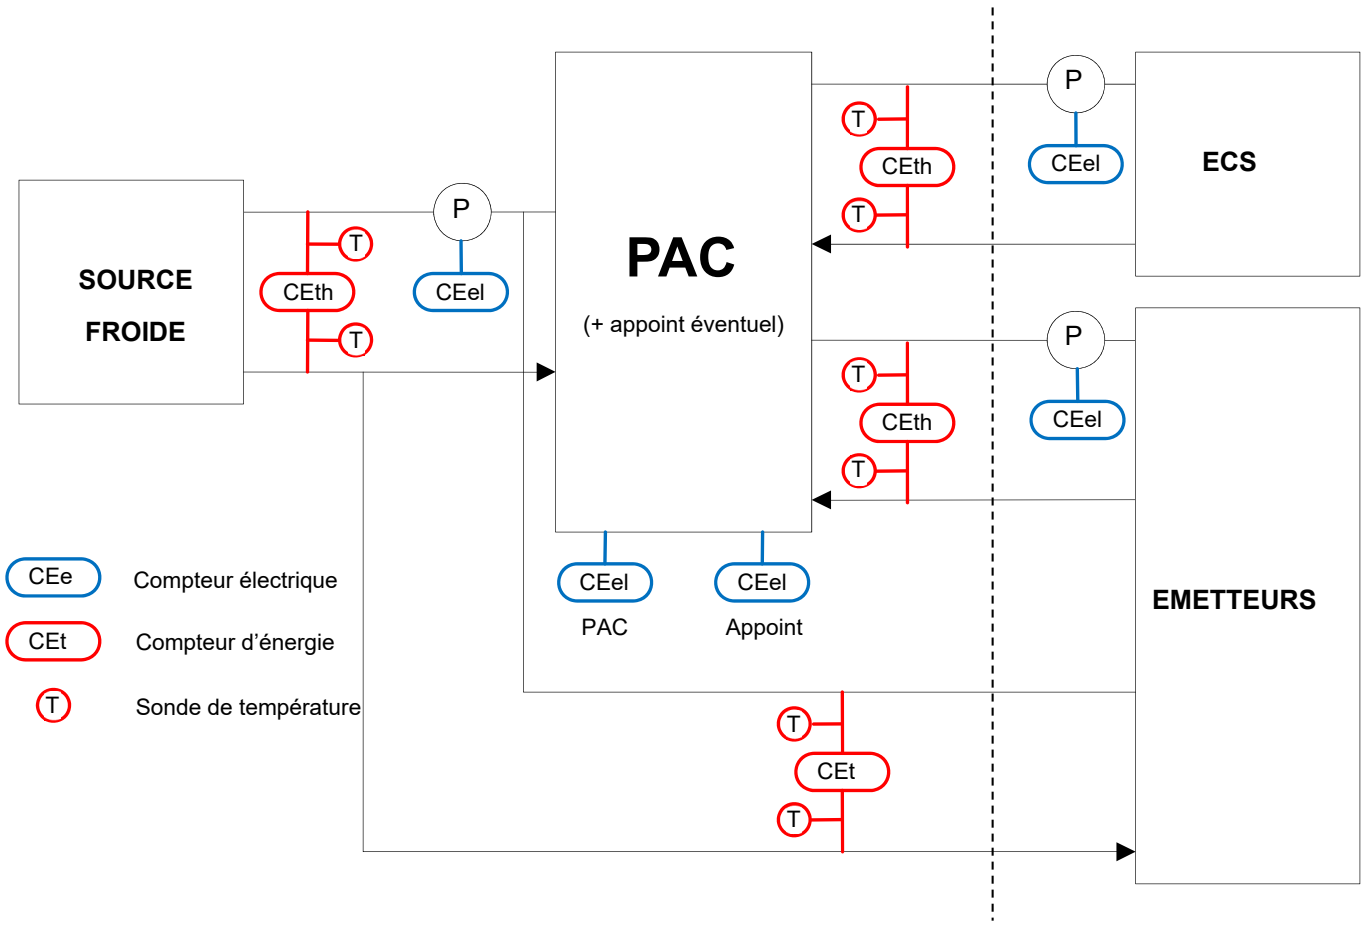 P
T
CEth
T
CEel
ECS
P
T
CEth
T
CEel
SOURCE
FROIDE
PAC
(+ appoint éventuel)
P
T
CEth
T
CEel
EMETTEURS
CEel
PAC
CEel
Appoint
CEe
Compteur électrique
CEt
Compteur d’énergie
T
Sonde de température
T
CEt
T